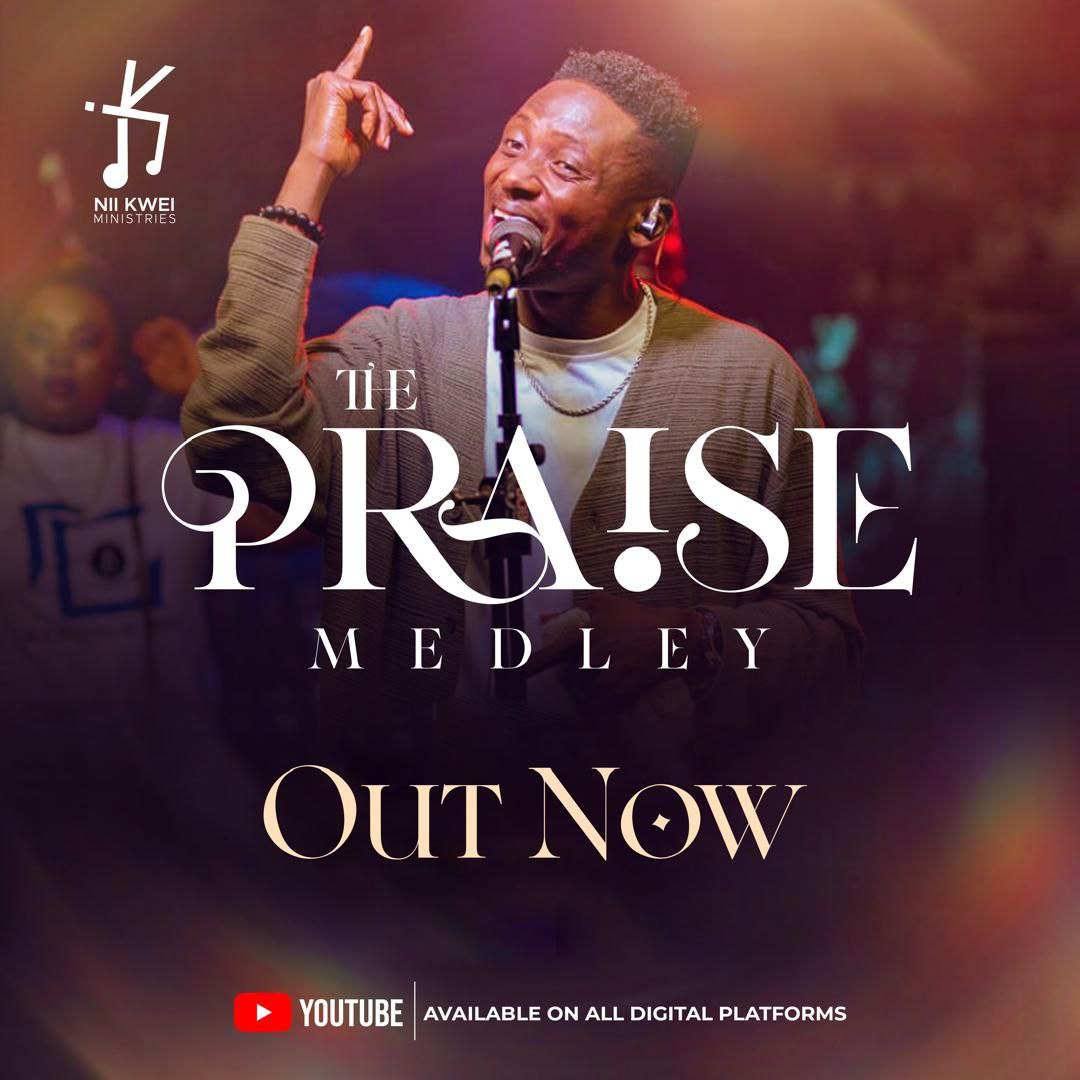 NII KWEI
MINISTRIES
THE
PRAISE
MEDLEY
OUT NOW
YOUTUBE | AVAILABLE ON ALL DIGITAL PLATFORMS